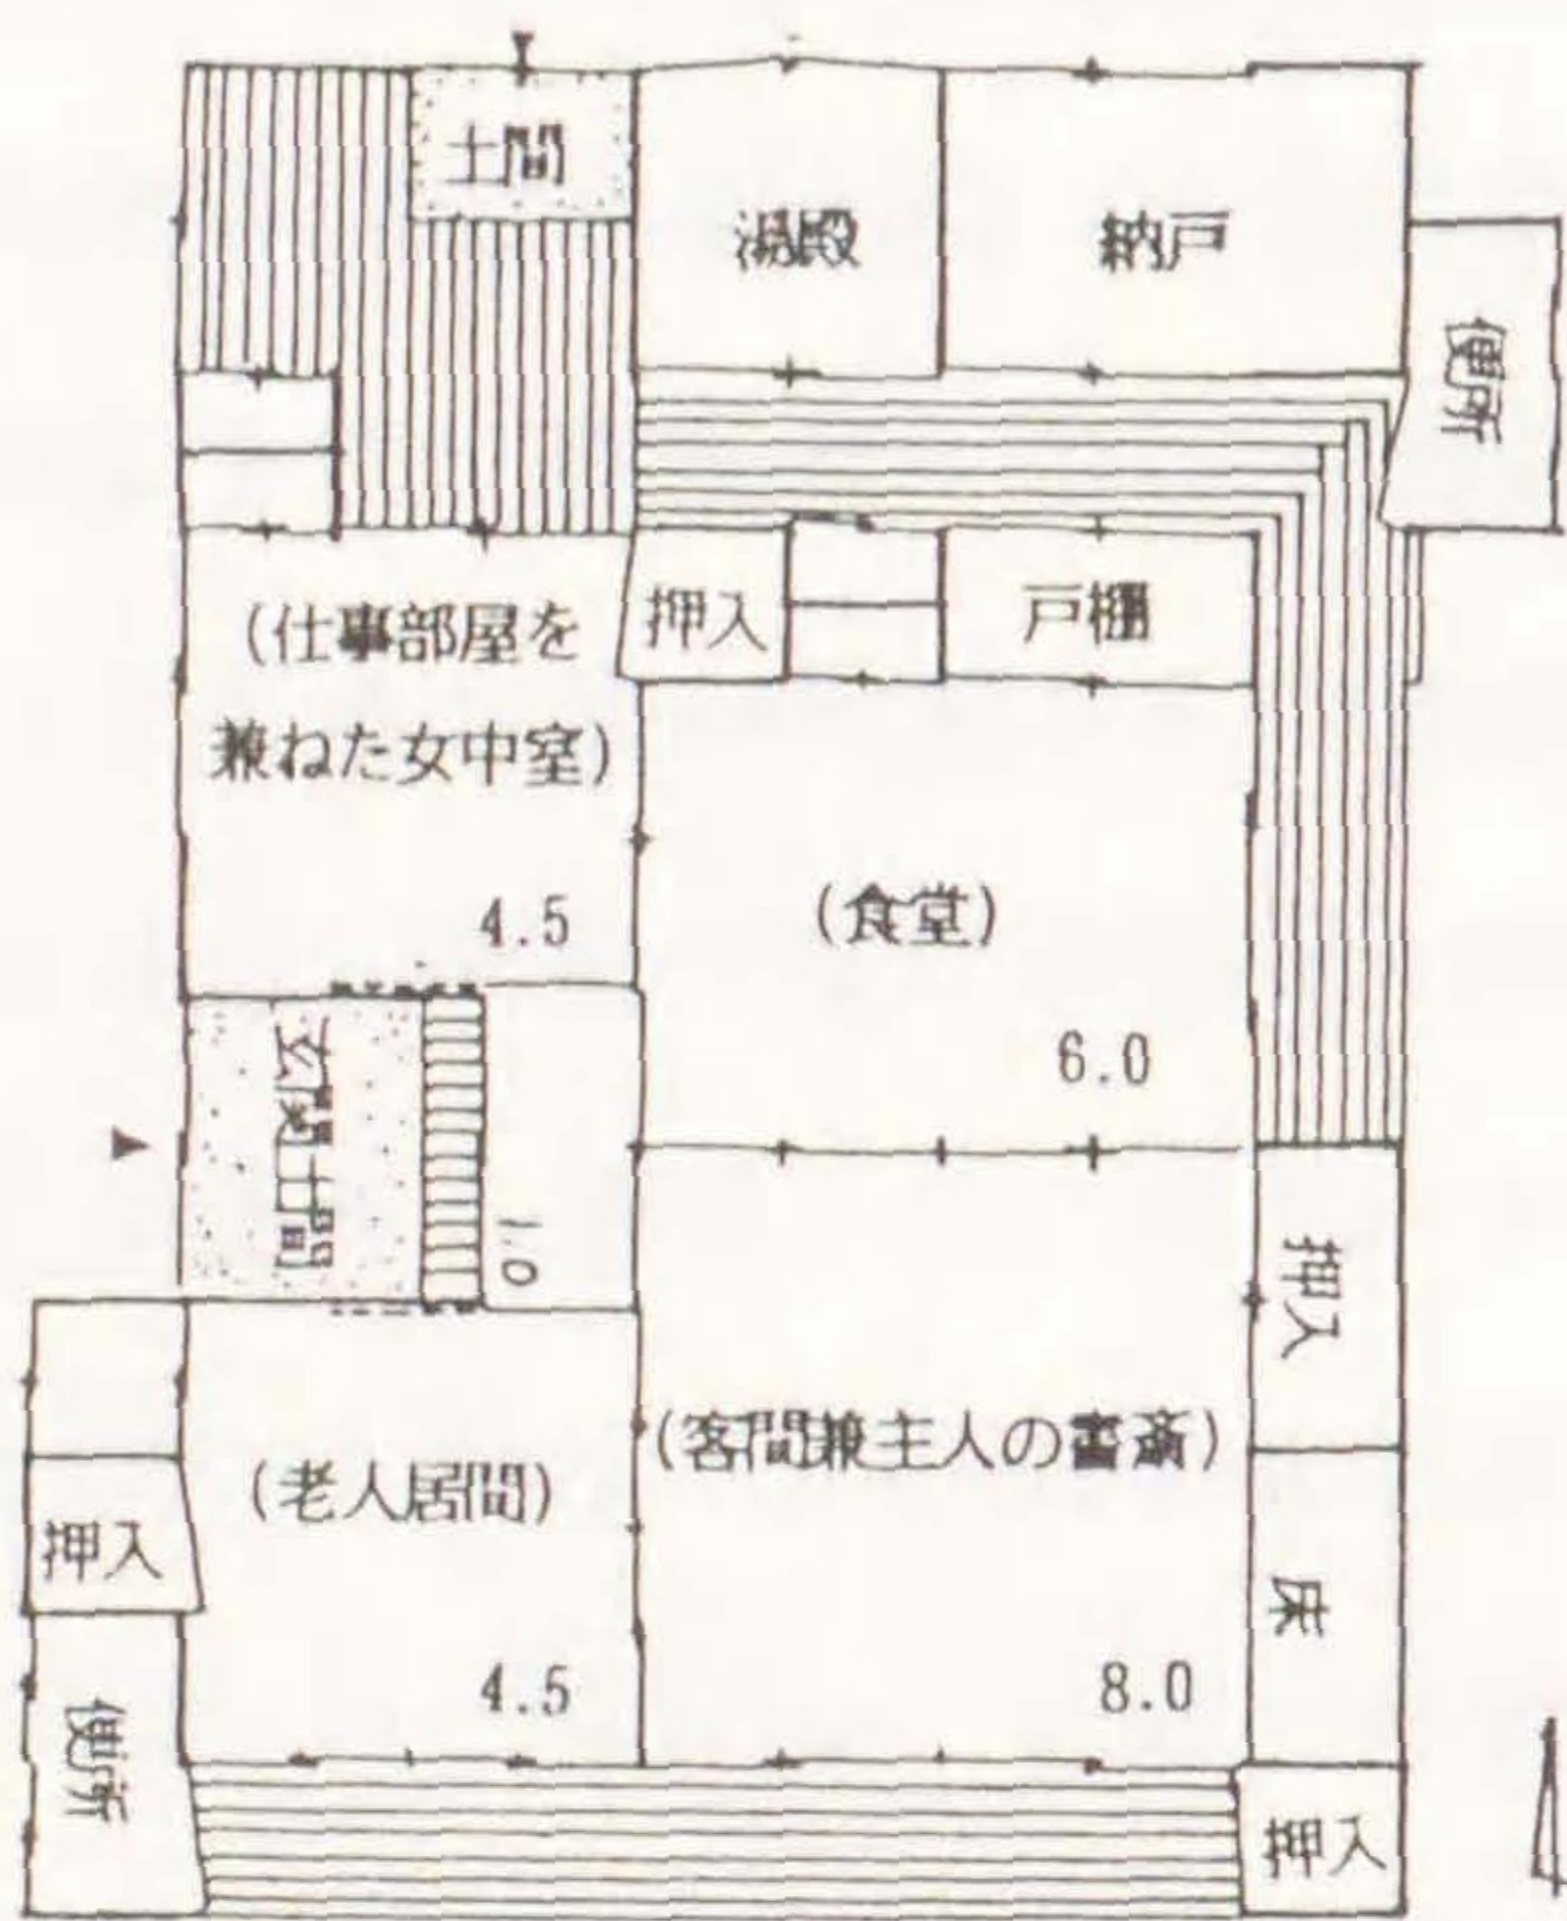 土間
湯殿
納戸
便所
(仕事部屋を
兼ねた女中室)
4.5
押入
戸棚
(食堂)
6.0
玄関土間
1.0
押入
(老人居間)
4.5
(客間兼主人の書斎)
8.0
床
押入
便所
押入